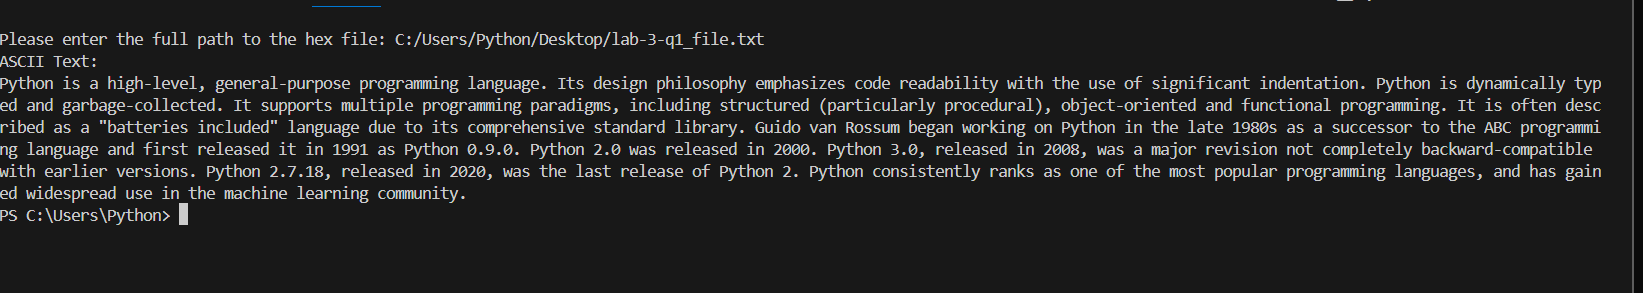 Please enter the full path to the hex file: C:/Users/Python/Desktop/lab-3-q1_file.txt
ASCII Text:
Python is a high-level, general-purpose programming language. Its design philosophy emphasizes code readability with the use of significant indentation. Python is dynamically typ
ed and garbage-collected. It supports multiple programming paradigms, including structured (particularly procedural), object-oriented and functional programming. It is often desc
ribed as a "batteries included" language due to its comprehensive standard library. Guido van Rossum began working on Python in the late 1980s as a successor to the ABC programmi
ng language and first released it in 1991 as Python 0.9.0. Python 2.0 was released in 2000. Python 3.0, released in 2008, was a major revision not completely backward-compatible
with earlier versions. Python 2.7.18, released in 2020, was the last release of Python 2. Python consistently ranks as one of the most popular programming languages, and has gain
ed widespread use in the machine learning community.
PS C:\Users\Python>